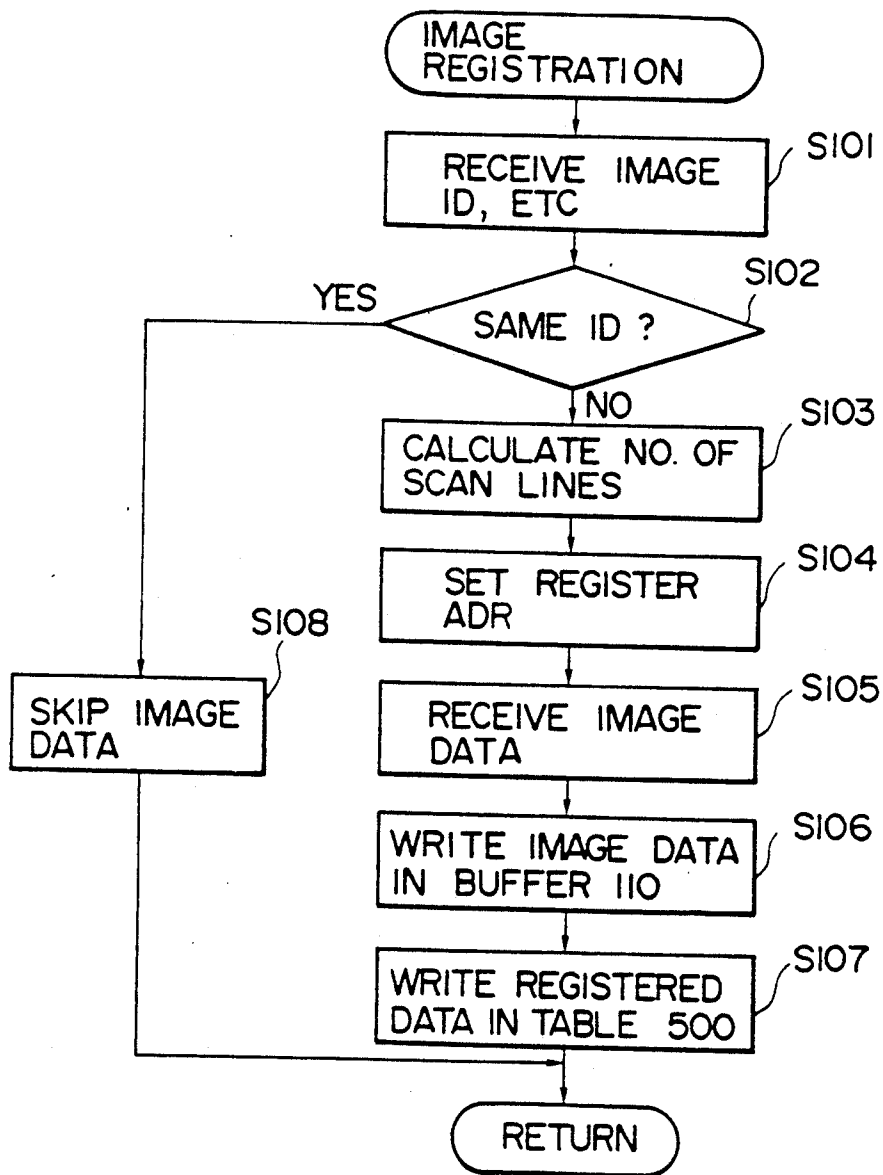 IMAGE
REGISTRATION
S101
RECEIVE IMAGE
ID, ETC
S102
YES
SAME ID ?
NO
S103
CALCULATE NO. OF
SCAN LINES
S104
SET REGISTER
ADR
S108
SKIP IMAGE
DATA
S105
RECEIVE IMAGE
DATA
S106
WRITE IMAGE DATA
IN BUFFER 110
S107
WRITE REGISTERED
DATA IN TABLE 500
RETURN